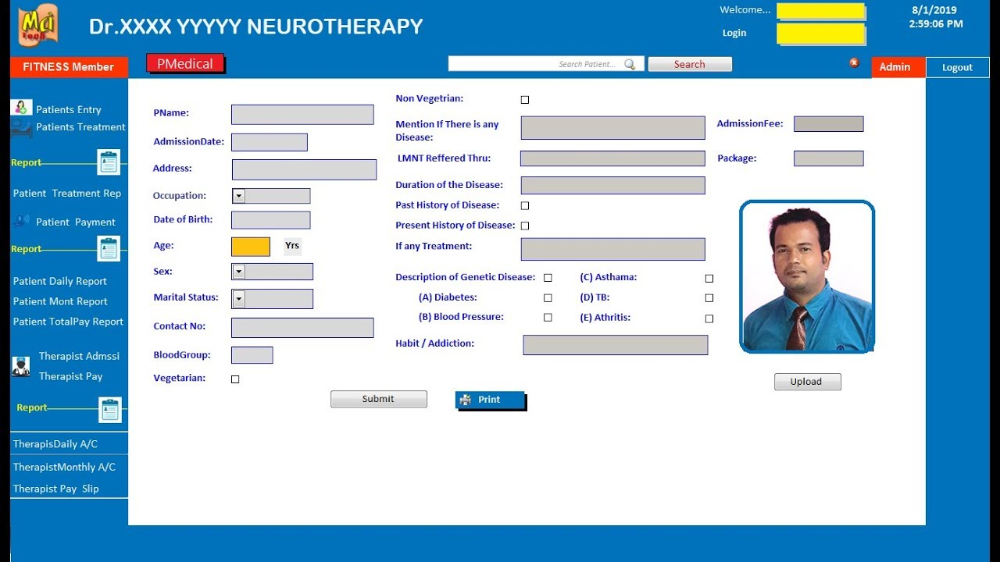 Mci
Tech
Dr.XXXX YYYYY NEUROTHERAPY
Welcome...
Login
8/1/2019
2:59:06 PM
FITNESS Member
PMedical
Search Patient...
Search
Admin
Logout
Patients Entry
Patients Treatment
Report
Patient Treatment Rep
Patient Payment
Report
Patient Daily Report
Patient Mont Report
Patient TotalPay Report
Therapist Admssi
Therapist Pay
Report
TherapisDaily A/C
TherapistMonthly A/C
Therapist Pay Slip
PName:
AdmissionDate:
Address:
Occupation:
Date of Birth:
Age:
Yrs
Sex:
Marital Status:
Contact No:
BloodGroup:
Vegetarian:
Non Vegetrian:
Mention If There is any
Disease:
LMNT Reffered Thru:
Duration of the Disease:
Past History of Disease:
Present History of Disease:
If any Treatment:
Description of Genetic Disease:
(C) Asthama:
(A) Diabetes:
(D) TB:
(B) Blood Pressure:
(E) Athritis:
Habit / Addiction:
AdmissionFee:
Package:
Upload
Submit
Print